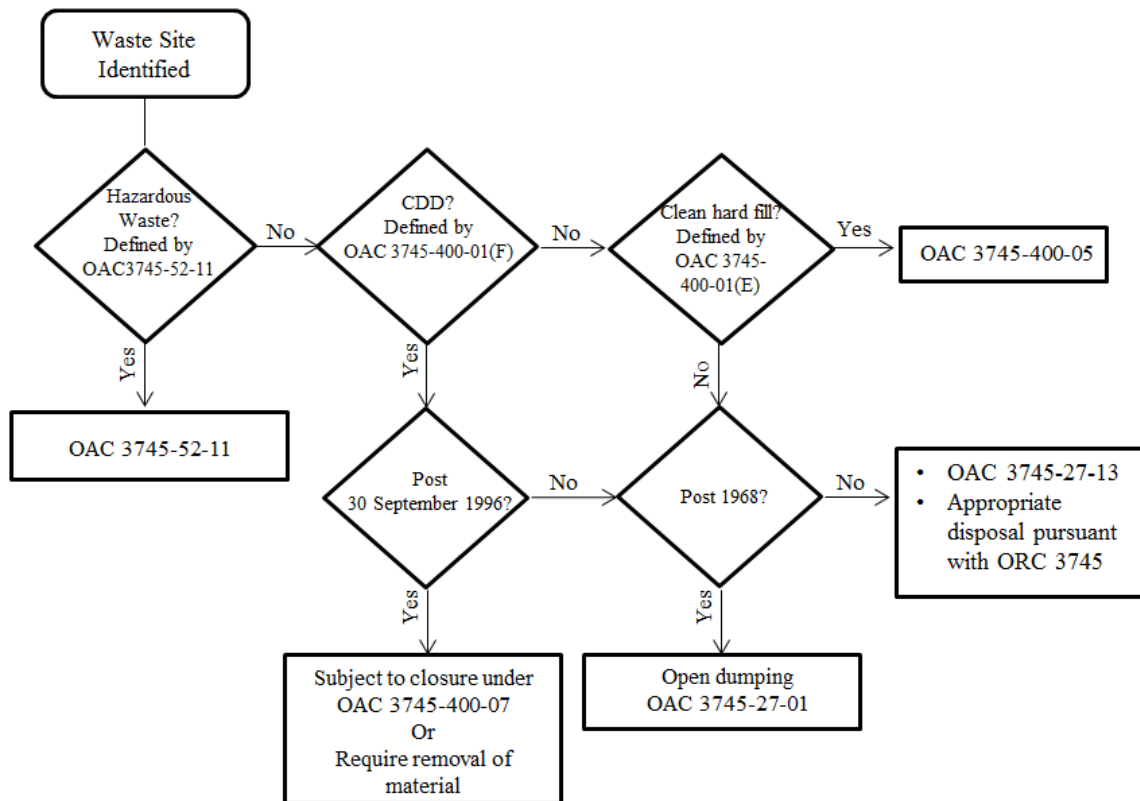 Waste Site
Identified
Hazardous
Waste?
Defined by
OAC3745-52-11
No
CDD?
Defined by
OAC 3745-400-01(F)
No
Clean hard fill?
Defined by
OAC 3745-
400-01(E)
Yes
OAC 3745-400-05
Yes
Yes
No
OAC 3745-52-11
Post
30 September 1996?
No
Post 1968?
No
• OAC 3745-27-13
• Appropriate
disposal pursuant
with ORC 3745
Yes
Yes
Subject to closure under
OAC 3745-400-07
Or
Require removal of
material
Open dumping
OAC 3745-27-01